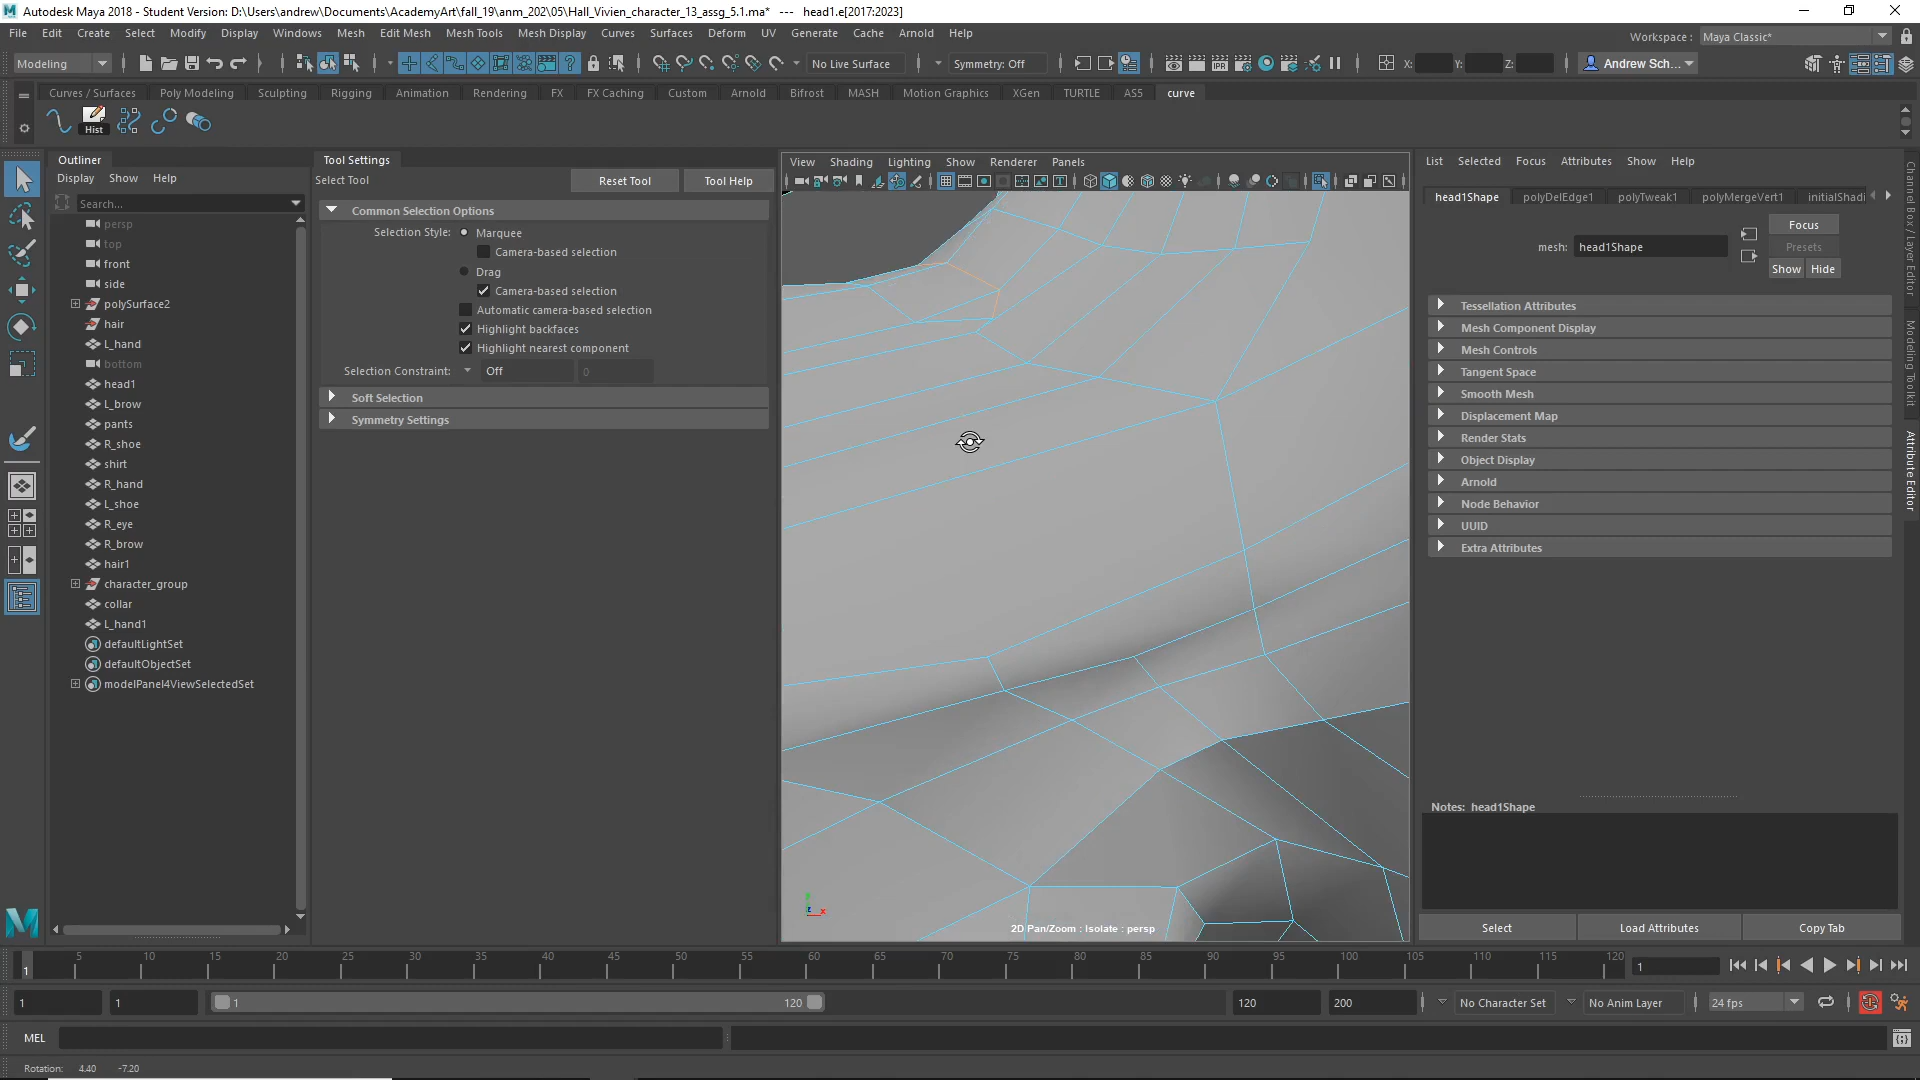 Autodesk Maya 2018 - Student Version: D:\Users\andrew\Documents\AcademyArt\fall_19\anm_202\05\Hall_Vivien_character_13_assg_5.1.ma* --- head1.e[2017:2023]
File Edit Create Select Modify Display Windows Mesh Edit Mesh Mesh Tools Mesh Display Curves Surfaces Deform UV Generate Cache Arnold Help
Workspace : Maya Classic*
Modeling No Live Surface Symmetry: Off IPR X: Y: Z: Andrew Sch...
Curves / Surfaces Poly Modeling Sculpting Rigging Animation Rendering FX FX Caching Custom Arnold Bifrost MASH Motion Graphics XGen TURTLE AS5 curve
Hist
Outliner
Display Show Help
Search...
persp
top
front
side
polySurface2
hair
L_hand
bottom
head1
L_brow
pants
R_shoe
shirt
R_hand
L_shoe
R_eye
R_brow
hair1
character_group
collar
L_hand1
defaultLightSet
defaultObjectSet
modelPanel4ViewSelectedSet
Tool Settings
Select Tool Reset Tool Tool Help
Common Selection Options
Selection Style: Marquee
Camera-based selection
Drag
Camera-based selection
Automatic camera-based selection
Highlight backfaces
Highlight nearest component
Selection Constraint: Off 0
Soft Selection
Symmetry Settings
View Shading Lighting Show Renderer Panels
2D Pan/Zoom : Isolate : persp
List Selected Focus Attributes Show Help
head1Shape polyDelEdge1 polyTweak1 polyMergeVert1 initialShadi
mesh: head1Shape
Focus
Presets
Show Hide
Tessellation Attributes
Mesh Component Display
Mesh Controls
Tangent Space
Smooth Mesh
Displacement Map
Render Stats
Object Display
Arnold
Node Behavior
UUID
Extra Attributes
Notes: head1Shape
Select Load Attributes Copy Tab
Channel Box / Layer Editor
Modeling Toolkit
Attribute Editor
1 5 10 15 20 25 30 35 40 45 50 55 60 65 70 75 80 85 90 95 100 105 110 115 120 1
1 1 1 120 120 200 No Character Set No Anim Layer 24 fps
MEL
Rotation: 4.40 -7.20